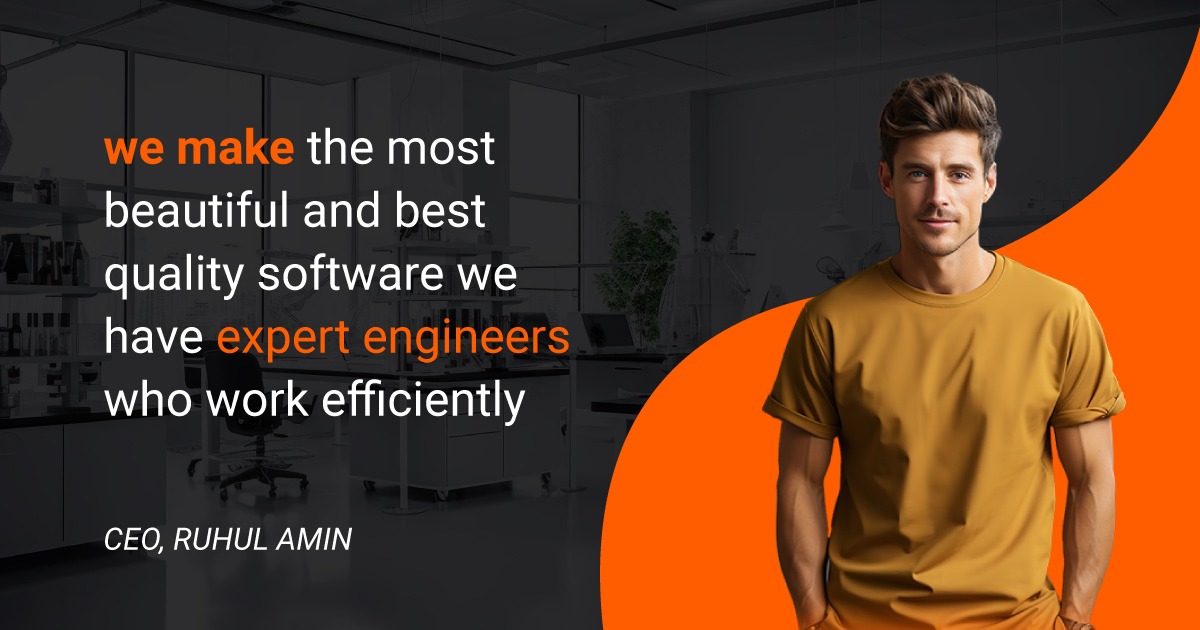 we make the most
beautiful and best
quality software we
have expert engineers
who work efficiently
CEO, RUHUL AMIN